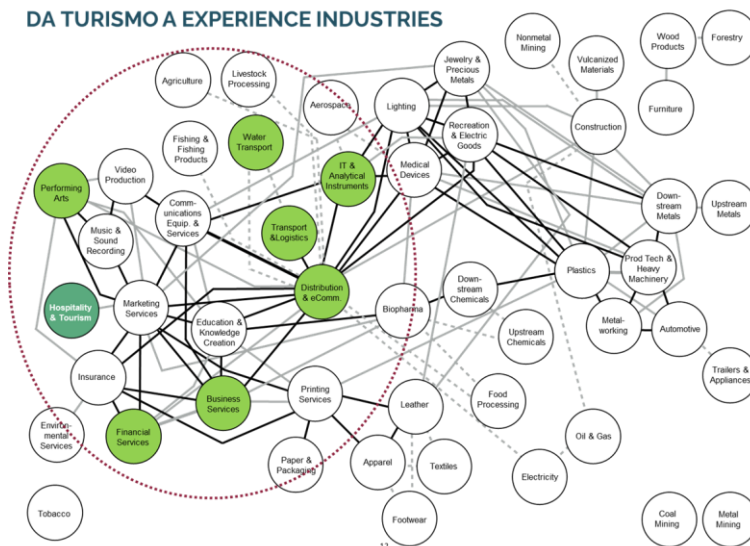 DA TURISMO A EXPERIENCE INDUSTRIES
Nonmetal
Mining
Wood
Products
Forestry
Agriculture
Livestock
Processing
Jewelry &
Precious
Metals
Vulcanized
Materials
Aerospace
Lighting
Furniture
Fishing &
Fishing
Products
Water
Transport
Recreation
& Electric
Goods
Construction
Performing
Arts
Video
Production
IT &
Analytical
Instruments
Medical
Devices
Com-
munications
Equip. &
Services
Down-
stream
Metals
Upstream
Metals
Music &
Sound
Recording
Transport
&Logistics
Distribution
& eComm.
Down-
stream
Chemicals
Plastics
Prod Tech &
Heavy
Machinery
Hospitality
& Tourism
Marketing
Services
Education &
Knowledge
Creation
Biopharma
Upstream
Chemicals
Metal-
working
Automotive
Insurance
Trailers &
Appliances
Business
Services
Printing
Services
Leather
Food
Processing
Environ-
mental
Services
Financial
Services
Oil & Gas
Paper &
Packaging
Apparel
Textiles
Electricity
Tobacco
Footwear
Coal
Mining
Metal
Mining